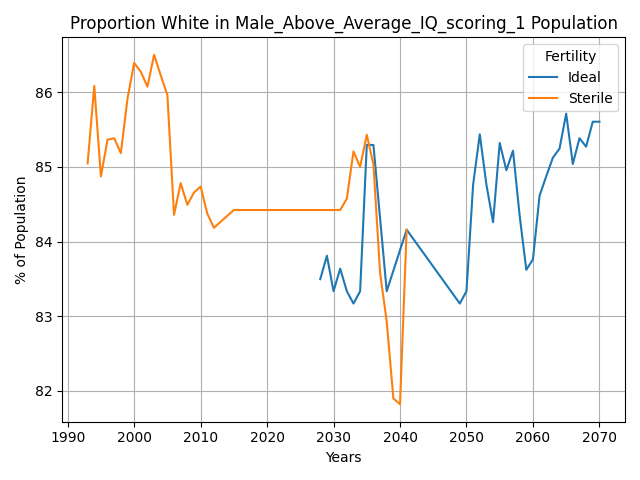 Proportion White in Male_Above_Average_IQ_scoring_1 Population
Fertility
Ideal
Sterile
% of Population
86
85
84
83
82
1990 2000 2010 2020 2030 2040 2050 2060 2070
Years